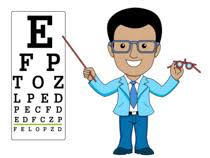 E
F P
T O Z
L P E D
P E C F D
E D F C Z P
F E L O P Z D